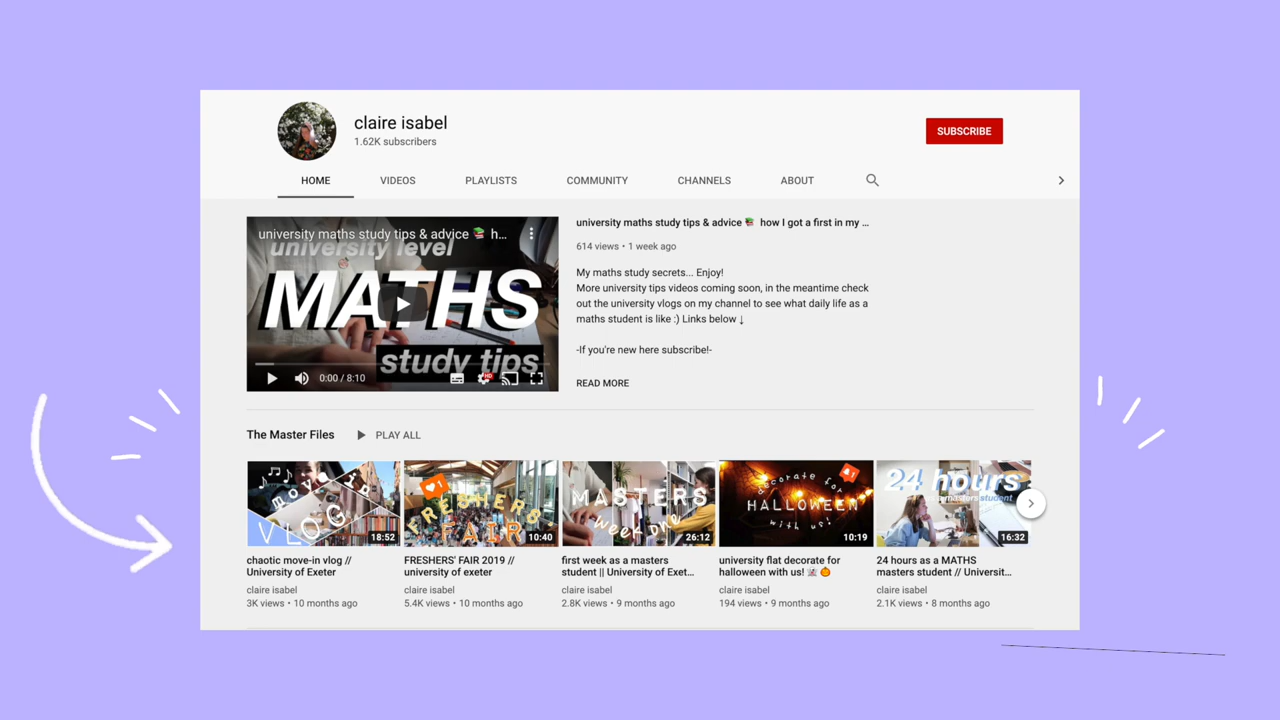 claire isabel
1.62K subscribers
SUBSCRIBE
HOME
VIDEOS
PLAYLISTS
COMMUNITY
CHANNELS
ABOUT
university maths study tips & advice 📚 h...
university level
MATHS
study tips
0:00 / 8:10
HD
university maths study tips & advice 📚 how I got a first in my ...
614 views • 1 week ago
My maths study secrets... Enjoy!
More university tips videos coming soon, in the meantime check
out the university vlogs on my channel to see what daily life as a
maths student is like :) Links below ↓
-If you're new here subscribe!-
READ MORE
The Master Files
PLAY ALL
move in
VLOG
18:52
chaotic move-in vlog //
University of Exeter
claire isabel
3K views • 10 months ago
1
FRESHERS
FAIR
10:40
FRESHERS' FAIR 2019 //
university of exeter
claire isabel
5.4K views • 10 months ago
MASTERS
week one
26:12
first week as a masters
student || University of Exet...
claire isabel
2.8K views • 9 months ago
1
decorate for
HALLOWEEN
with us!
10:19
university flat decorate for
halloween with us! 👻 🎃
claire isabel
194 views • 9 months ago
24 hours
as a masters student
16:32
24 hours as a MATHS
masters student // Universit...
claire isabel
2.1K views • 8 months ago